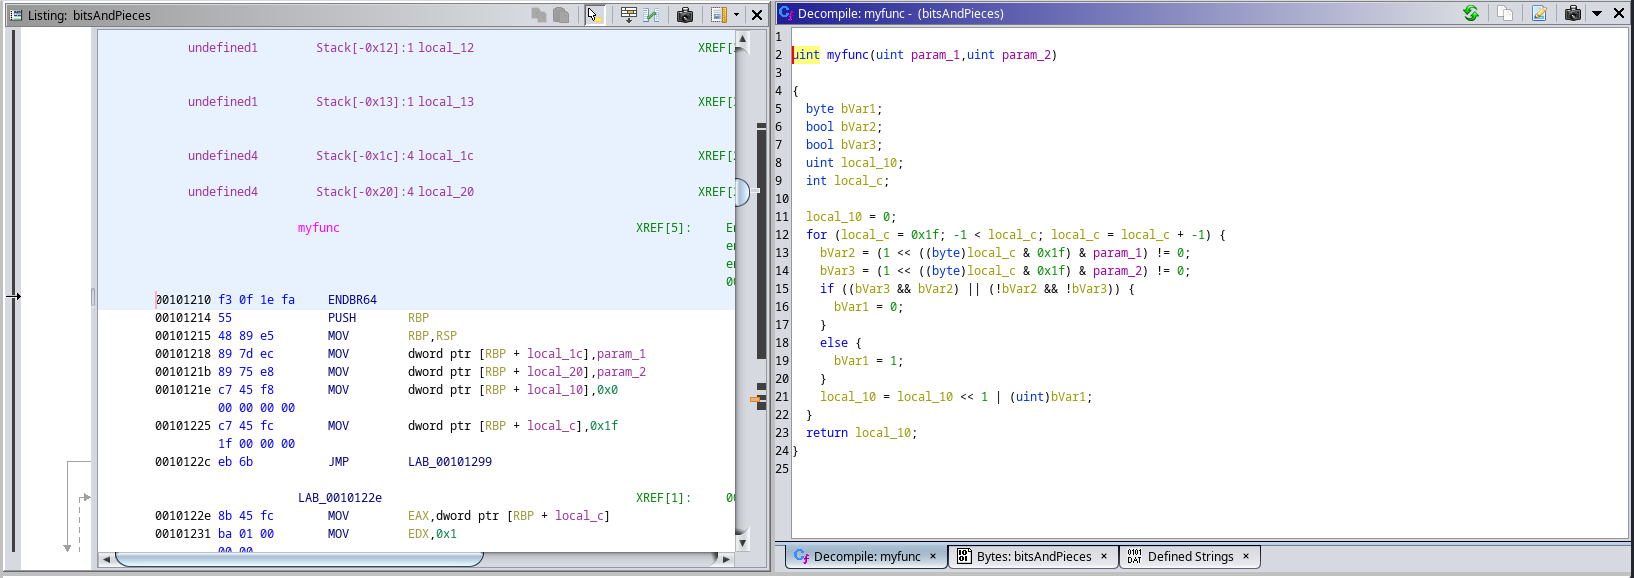 Listing: bitsAndPieces
undefined1 Stack[-0x12]:1 local_12 XREF[
undefined1 Stack[-0x13]:1 local_13 XREF[
undefined4 Stack[-0x1c]:4 local_1c XREF[
undefined4 Stack[-0x20]:4 local_20 XREF[
myfunc XREF[5]:
00101210 f3 0f 1e fa ENDBR64
00101214 55 PUSH RBP
00101215 48 89 e5 MOV RBP,RSP
00101218 89 7d ec MOV dword ptr [RBP + local_1c],param_1
0010121b 89 75 e8 MOV dword ptr [RBP + local_20],param_2
0010121e c7 45 f8 MOV dword ptr [RBP + local_10],0x0
00 00 00 00
00101225 c7 45 fc MOV dword ptr [RBP + local_c],0x1f
1f 00 00 00
0010122c eb 6b JMP LAB_00101299
LAB_0010122e XREF[1]:
0010122e 8b 45 fc MOV EAX,dword ptr [RBP + local_c]
00101231 ba 01 00 MOV EDX,0x1
00 00
Decompile: myfunc - (bitsAndPieces)
1
2 uint myfunc(uint param_1,uint param_2)
3
4 {
5 byte bVar1;
6 bool bVar2;
7 bool bVar3;
8 uint local_10;
9 int local_c;
10
11 local_10 = 0;
12 for (local_c = 0x1f; -1 < local_c; local_c = local_c + -1) {
13 bVar2 = (1 << ((byte)local_c & 0x1f) & param_1) != 0;
14 bVar3 = (1 << ((byte)local_c & 0x1f) & param_2) != 0;
15 if ((bVar3 && bVar2) || (!bVar2 && !bVar3)) {
16 bVar1 = 0;
17 }
18 else {
19 bVar1 = 1;
20 }
21 local_10 = local_10 << 1 | (uint)bVar1;
22 }
23 return local_10;
24 }
25
Decompile: myfunc × Bytes: bitsAndPieces × Defined Strings ×